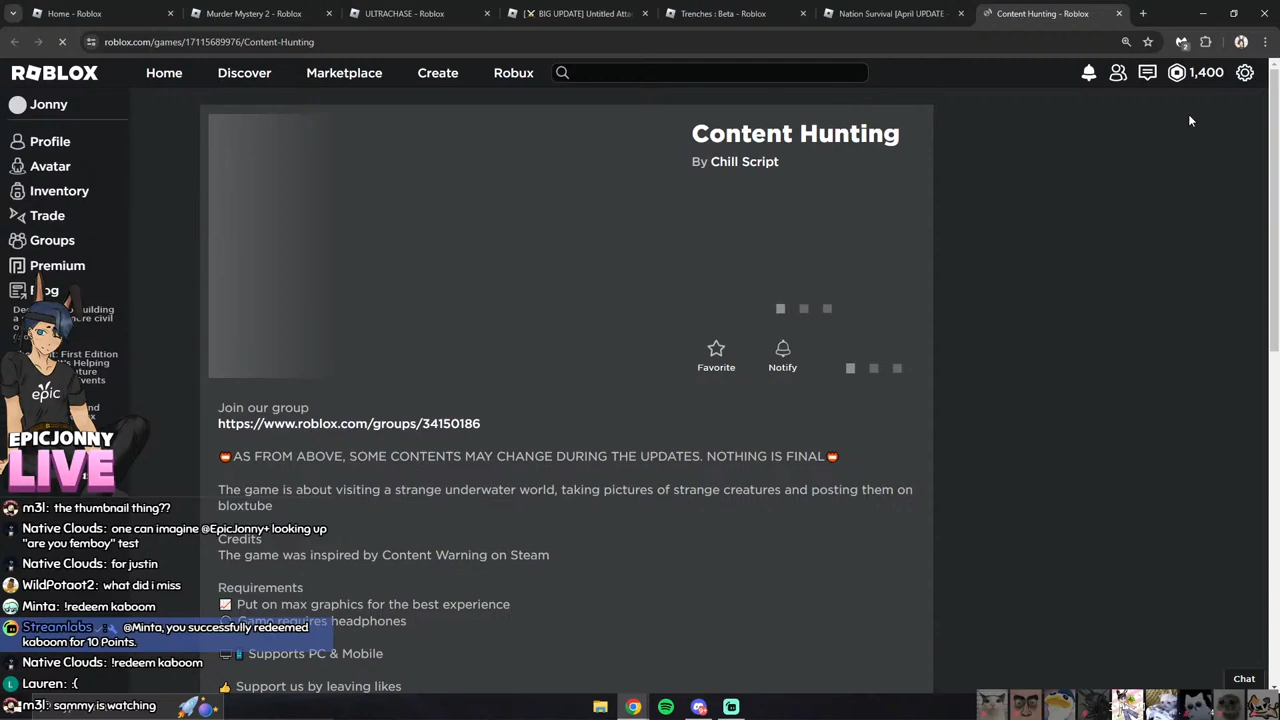 Home - Roblox
Murder Mystery 2 - Roblox
ULTRACHASE - Roblox
BIG UPDATE] Untitled Atta
Trenches : Beta - Roblox
Nation Survival [April UPDATE -
Content Hunting - Roblox
roblox.com/games/17115689976/Content-Hunting
ROBLOX
Home
Discover
Marketplace
Create
Robux
1,400
Jonny
Profile
Avatar
Inventory
Trade
Groups
Premium
Content Hunting
By Chill Script
Favorite
Notify
Join our group
https://www.roblox.com/groups/34150186
AS FROM ABOVE, SOME CONTENTS MAY CHANGE DURING THE UPDATES. NOTHING IS FINAL
The game is about visiting a strange underwater world, taking pictures of strange creatures and posting them on
bloxtube
Credits
The game was inspired by Content Warning on Steam
Requirements
Put on max graphics for the best experience
Game requires headphones
Supports PC & Mobile
Support us by leaving likes
epic
EPICJONNY
LIVE
m3l: the thumbnail thing??
Native Clouds: one can imagine @EpicJonny+ looking up
"are you femboy" test
Native Clouds: for justin
WildPotaot2: what did i miss
Minta: !redeem kaboom
Streamlabs : @Minta, you successfully redeemed
kaboom for 10 Points.
Native Clouds: !redeem kaboom
Lauren: :(
m3l: sammy is watching
Chat